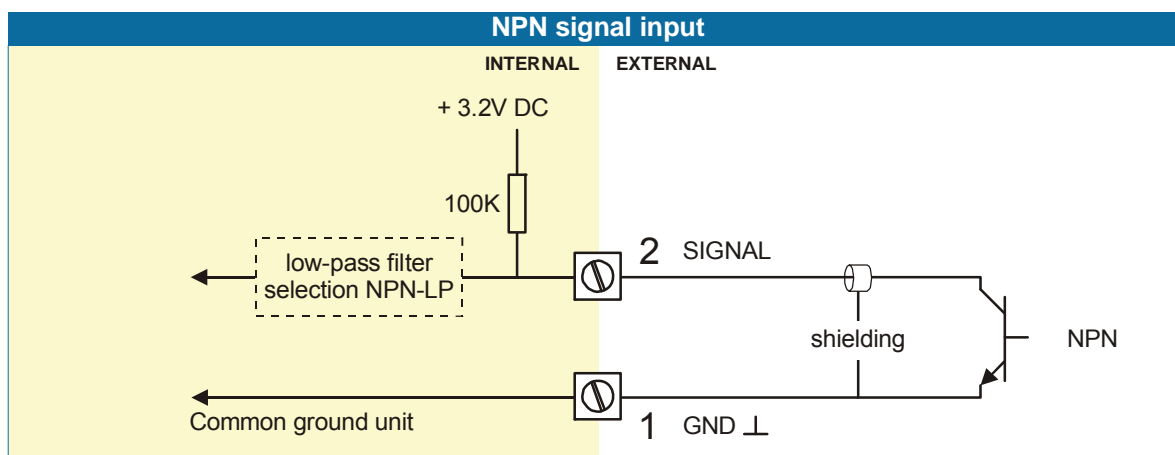 NPN signal input
INTERNAL EXTERNAL
+ 3.2V DC
100K
low-pass filter
selection NPN-LP
2 SIGNAL
shielding
NPN
Common ground unit
1 GND ⊥